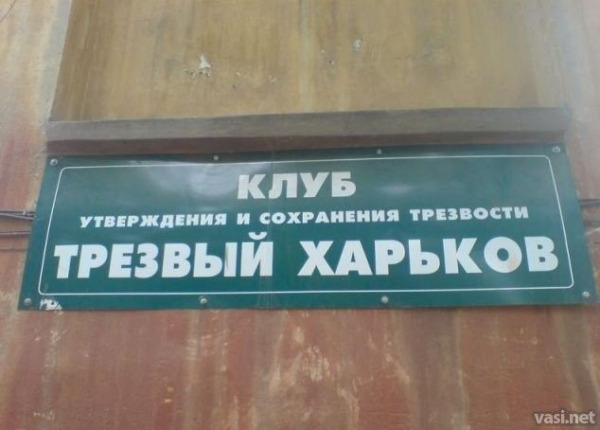 КЛУБ
УТВЕРЖДЕНИЯ И СОХРАНЕНИЯ ТРЕЗВОСТИ
ТРЕЗВЫЙ ХАРЬКОВ
vasi.net